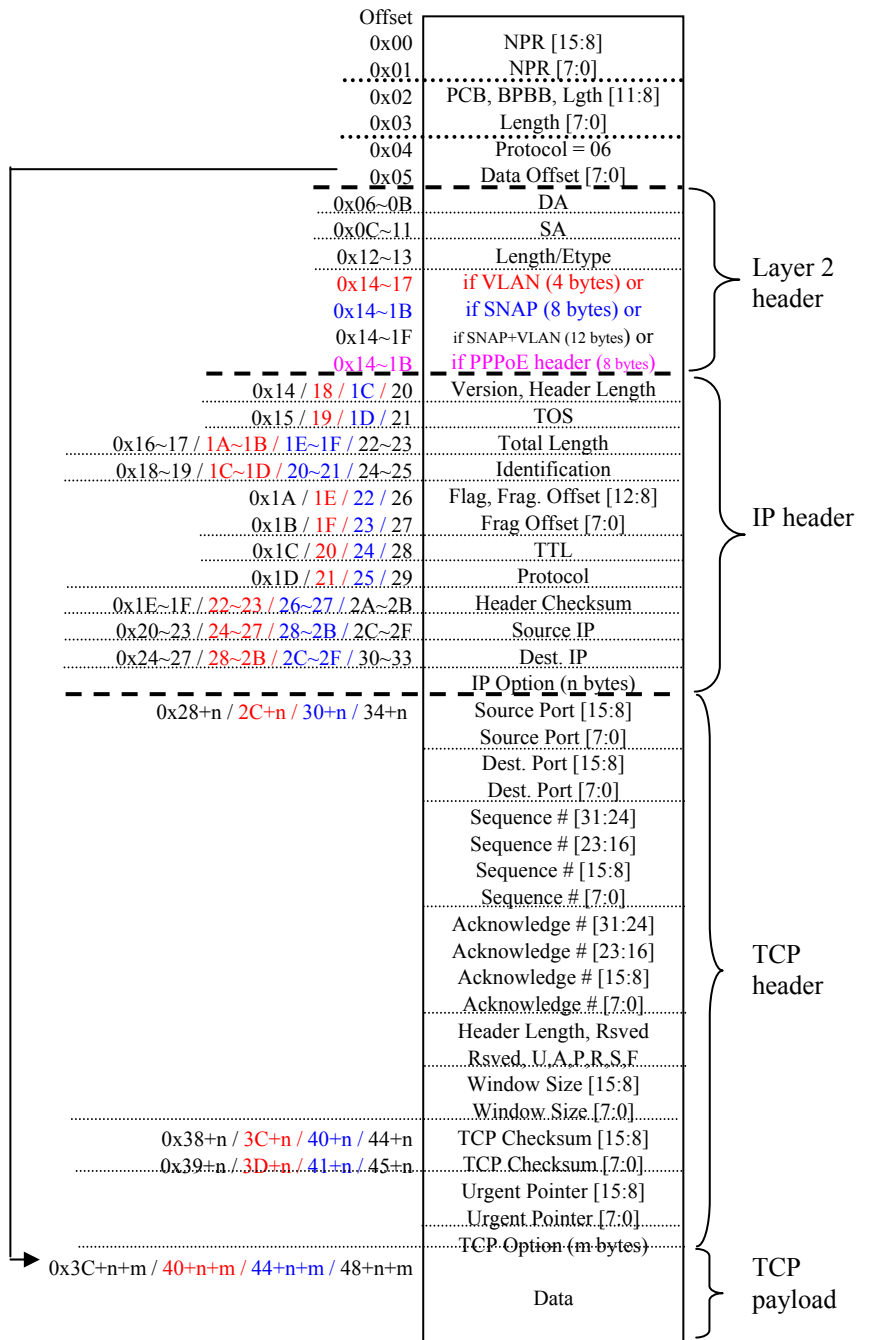 Offset
0x00 NPR [15:8]
0x01 NPR [7:0]
0x02 PCB, BPBB, Lgth [11:8]
0x03 Length [7:0]
0x04 Protocol = 06
0x05 Data Offset [7:0]
0x06~0B DA
0x0C~11 SA
0x12~13 Length/Etype
0x14~17 if VLAN (4 bytes) or
0x14~1B if SNAP (8 bytes) or
0x14~1F if SNAP+VLAN (12 bytes) or
0x14~1B if PPPoE header (8 bytes)
Layer 2
header
0x14 / 18 / 1C / 20 Version, Header Length
0x15 / 19 / 1D / 21 TOS
0x16~17 / 1A~1B / 1E~1F / 22~23 Total Length
0x18~19 / 1C~1D / 20~21 / 24~25 Identification
0x1A / 1E / 22 / 26 Flag, Frag. Offset [12:8]
0x1B / 1F / 23 / 27 Frag Offset [7:0]
0x1C / 20 / 24 / 28 TTL
0x1D / 21 / 25 / 29 Protocol
0x1E~1F / 22~23 / 26~27 / 2A~2B Header Checksum
0x20~23 / 24~27 / 28~2B / 2C~2F Source IP
0x24~27 / 28~2B / 2C~2F / 30~33 Dest. IP
IP Option (n bytes)
IP header
0x28+n / 2C+n / 30+n / 34+n Source Port [15:8]
Source Port [7:0]
Dest. Port [15:8]
Dest. Port [7:0]
Sequence # [31:24]
Sequence # [23:16]
Sequence # [15:8]
Sequence # [7:0]
Acknowledge # [31:24]
Acknowledge # [23:16]
Acknowledge # [15:8]
Acknowledge # [7:0]
Header Length, Rsved
Rsved, U,A,P,R,S,F
Window Size [15:8]
Window Size [7:0]
0x38+n / 3C+n / 40+n / 44+n TCP Checksum [15:8]
0x39+n / 3D+n / 41+n / 45+n TCP Checksum [7:0]
Urgent Pointer [15:8]
Urgent Pointer [7:0]
TCP Option (m bytes)
TCP
header
0x3C+n+m / 40+n+m / 44+n+m / 48+n+m
Data
TCP
payload